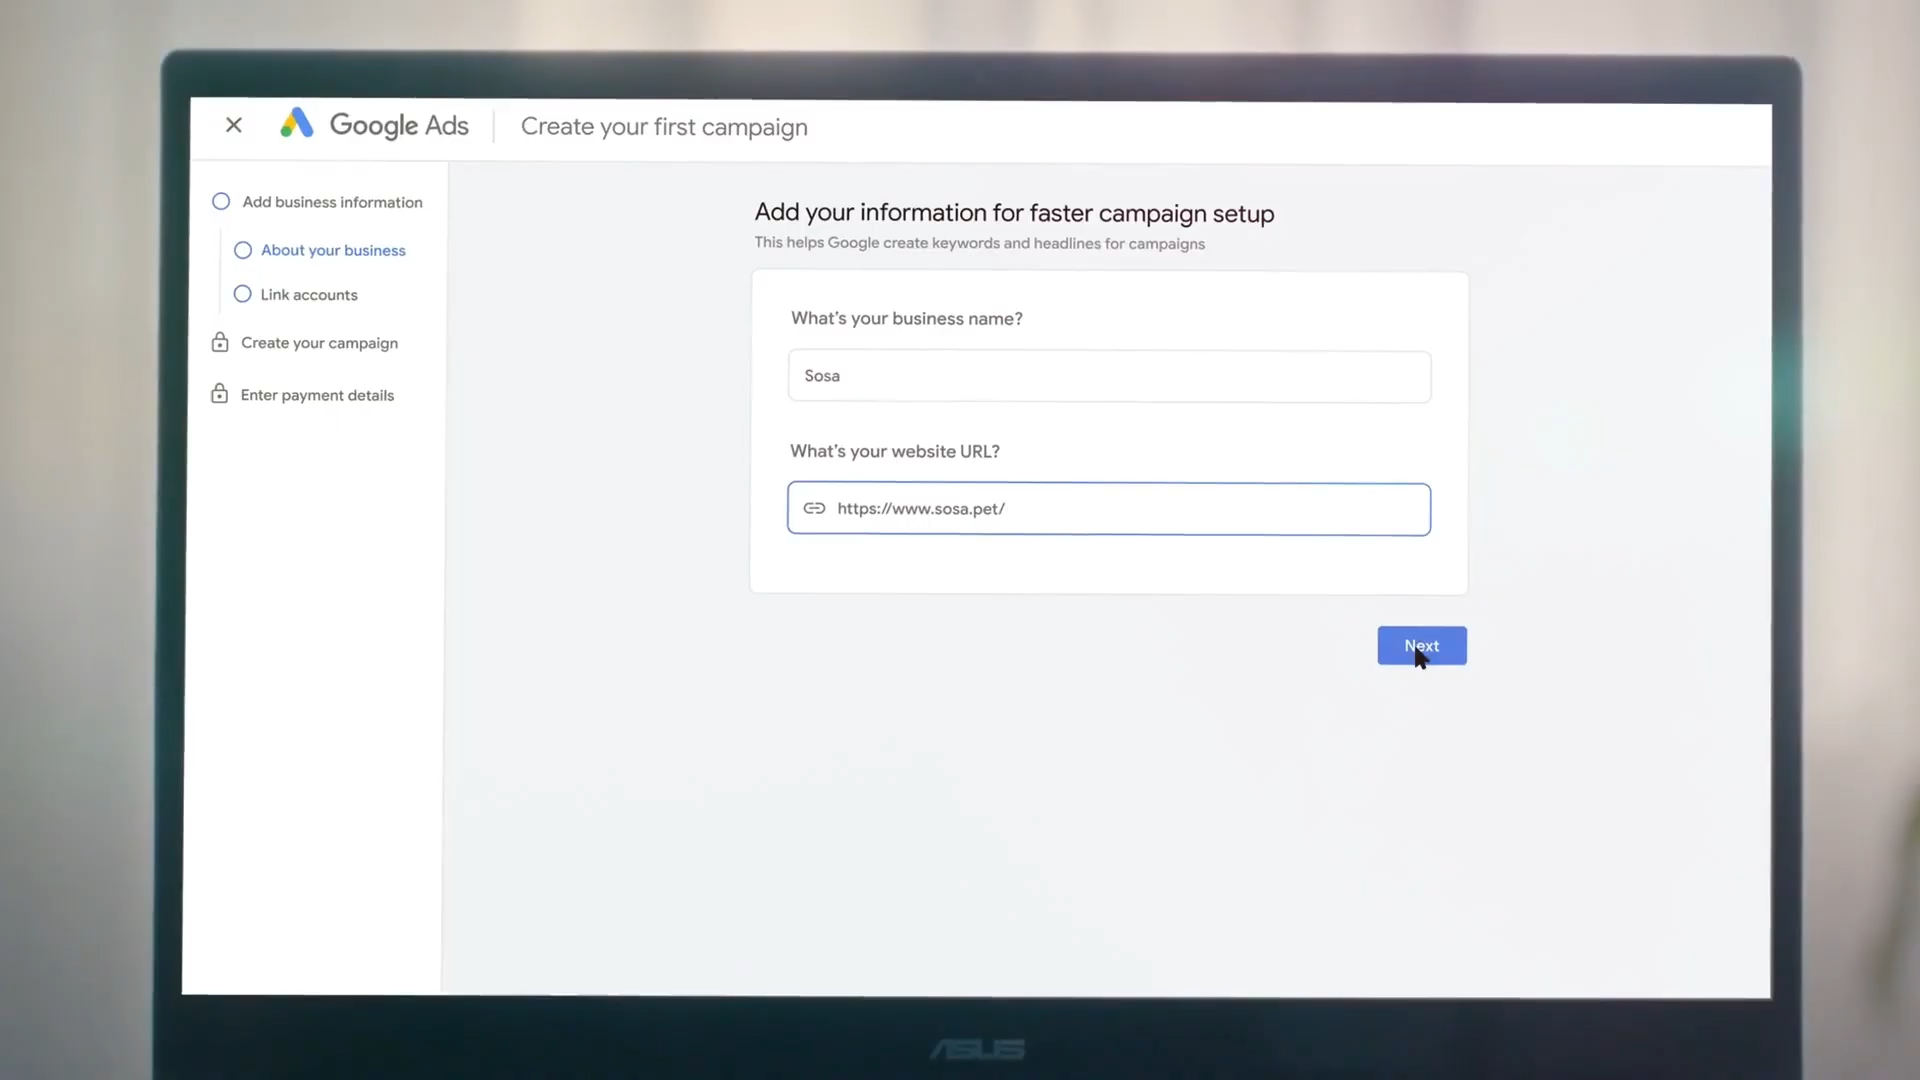 Google Ads
Create your first campaign
Add business information
About your business
Link accounts
Create your campaign
Enter payment details
Add your information for faster campaign setup
This helps Google create keywords and headlines for campaigns
What's your business name?
Sosa
What's your website URL?
https://www.sosa.pet/
Next
ASUS